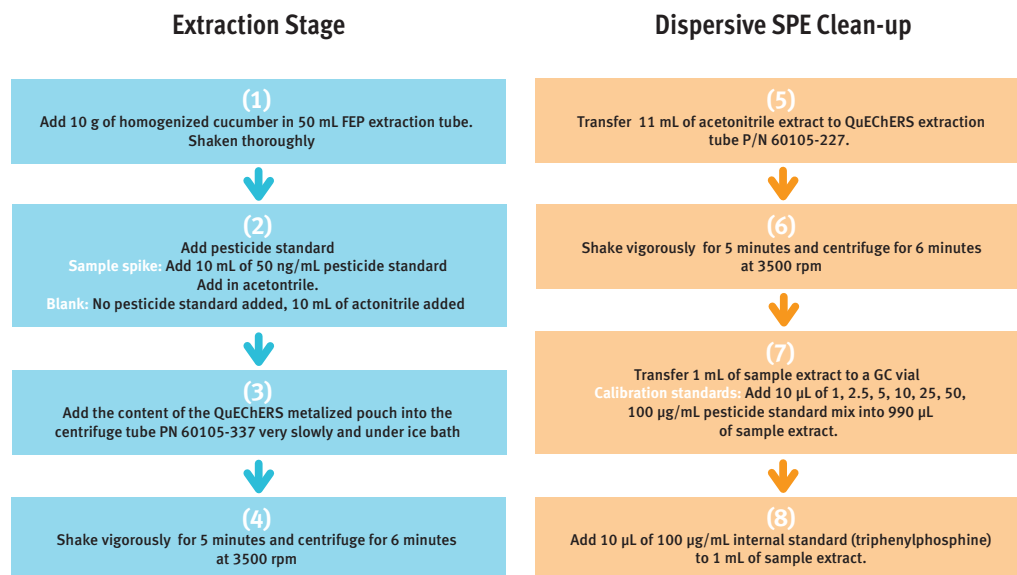 Extraction Stage
(1)
Add 10 g of homogenized cucumber in 50 mL FEP extraction tube.
Shaken thoroughly
(2)
Add pesticide standard
Sample spike: Add 10 mL of 50 ng/mL pesticide standard
Add in acetontrile.
Blank: No pesticide standard added, 10 mL of actonitrile added
(3)
Add the content of the QuEChERS metalized pouch into the
centrifuge tube PN 60105-337 very slowly and under ice bath
(4)
Shake vigorously for 5 minutes and centrifuge for 6 minutes
at 3500 rpm
Dispersive SPE Clean-up
(5)
Transfer 11 mL of acetonitrile extract to QuEChERS extraction
tube P/N 60105-227.
(6)
Shake vigorously for 5 minutes and centrifuge for 6 minutes
at 3500 rpm
(7)
Transfer 1 mL of sample extract to a GC vial
Calibration standards: Add 10 µL of 1, 2.5, 5, 10, 25, 50,
100 µg/mL pesticide standard mix into 990 µL
of sample extract.
(8)
Add 10 µL of 100 µg/mL internal standard (triphenylphosphine)
to 1 mL of sample extract.